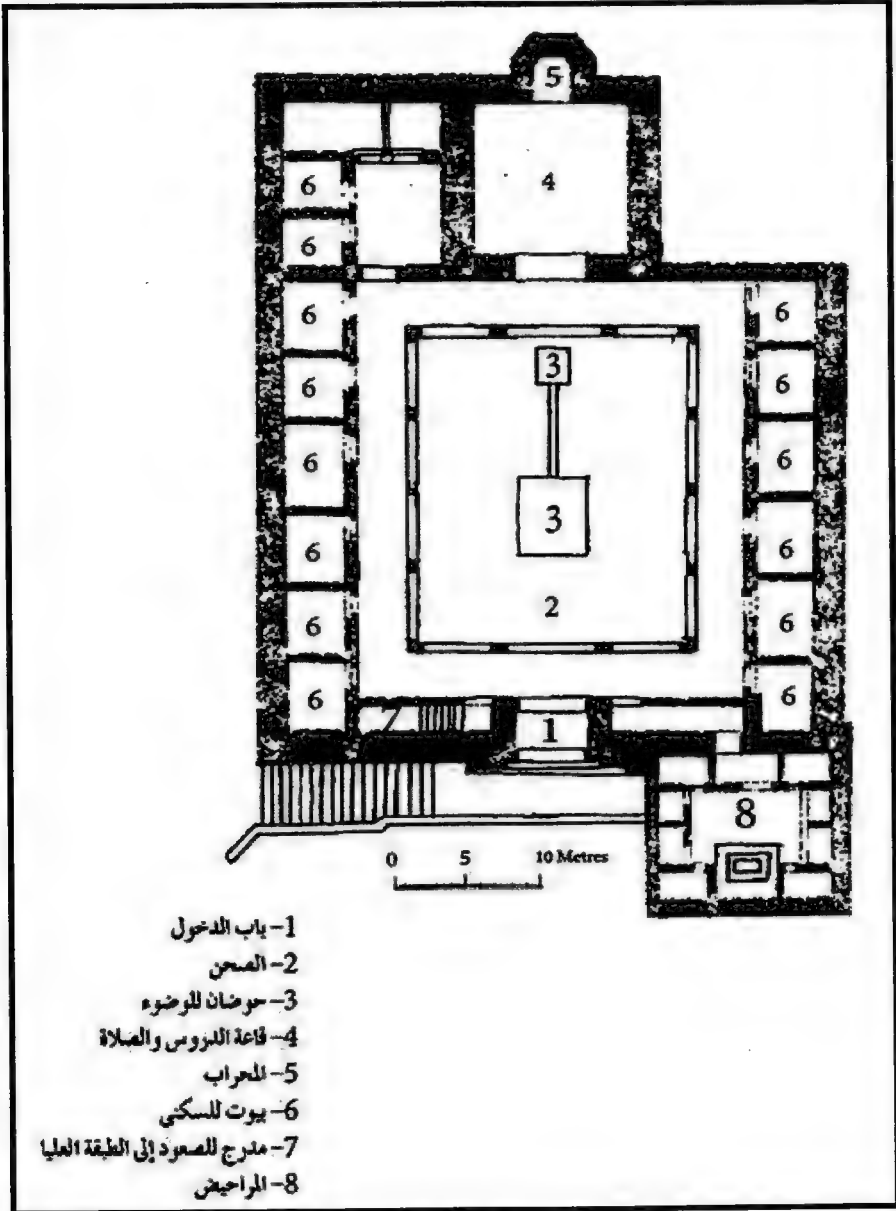 5
4
6
6
6
6
6
6
3
6
6
6
3
6
6
6
2
6
6
1
8
0 5 10 Metres
1- باب الدخول
2- الصحن
3- حوضان للوضوء
4- قاعة الدروس والصلاة
5- المحراب
6- بيوت للسكنى
7- مدرج للصعود إلى الطبقة العليا
8- المراحيض